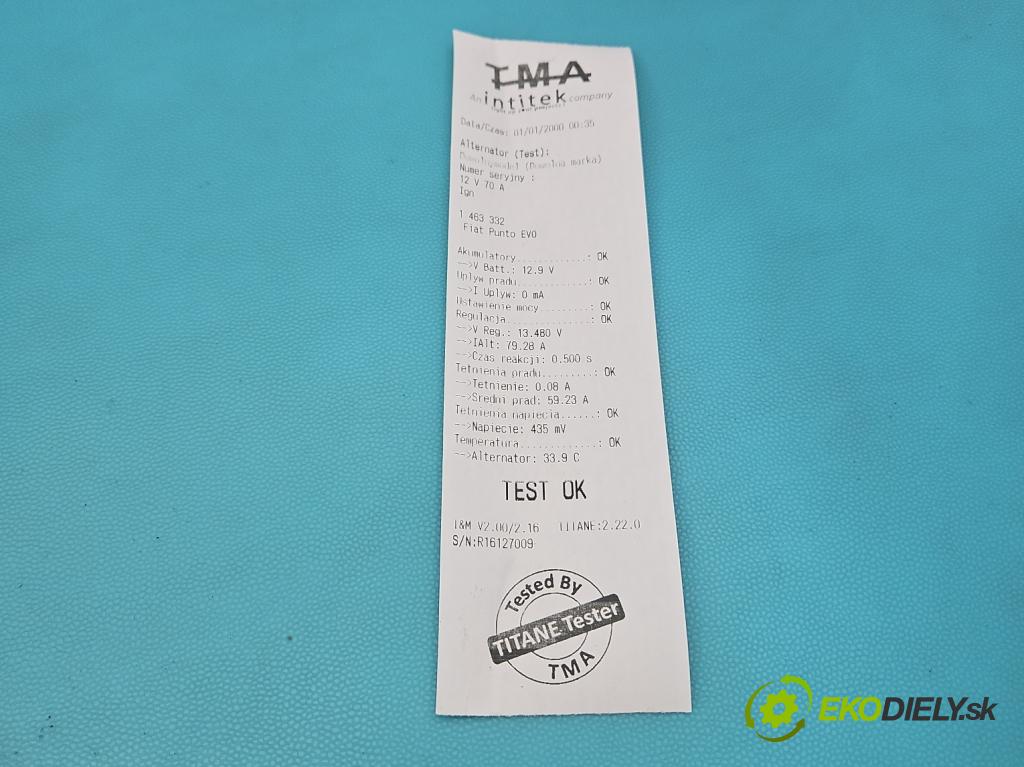 TMA
An intitek company
Data/Czas: 01/01/2000 00:35
Alternator (Test):
(Dowolna marka)
Numer seryjny :
12 V 70 A
Ign
1 463 332
Fiat Punto EVO
Akumulatory............: OK
-->V Batt.: 12.9 V
Uplyw pradu............: OK
-->I Uplyw: 0 mA
Ustawienie mocy........: OK
Regulacja..............: OK
-->V Reg.: 13.480 V
-->IAlt: 79.28 A
-->Czas reakcji: 0.500 s
Tetnienia pradu........: OK
-->Tetnienie: 0.08 A
-->Sredni prad: 59.23 A
Tetnienia napiecia.....: OK
-->Napiecie: 435 mV
Temperatura............: OK
-->Alternator: 33.9 C
TEST OK
I&M V2.00/2.16 TITANE:2.22.0
S/N:R16127009
Tested By
TITANE Tester
TMA
EKODIELY.sk